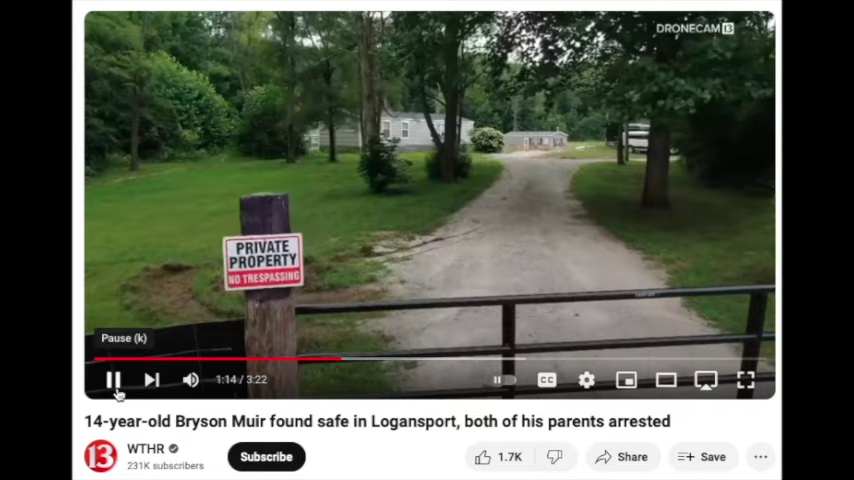 DRONECAM 13
PRIVATE
PROPERTY
NO TRESPASSING
Pause (k)
1:14 / 3:22
CC
14-year-old Bryson Muir found safe in Logansport, both of his parents arrested
13
WTHR
231K subscribers
Subscribe
1.7K
Share
Save